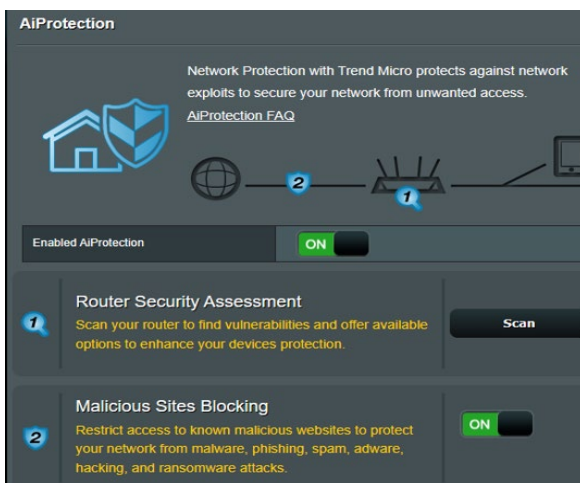 AiProtection
Network Protection with Trend Micro protects against network
exploits to secure your network from unwanted access.
AiProtection FAQ
2
1
Enabled AiProtection
ON
1
Router Security Assessment
Scan your router to find vulnerabilities and offer available
options to enhance your devices protection.
Scan
2
Malicious Sites Blocking
Restrict access to known malicious websites to protect
your network from malware, phishing, spam, adware,
hacking, and ransomware attacks.
ON